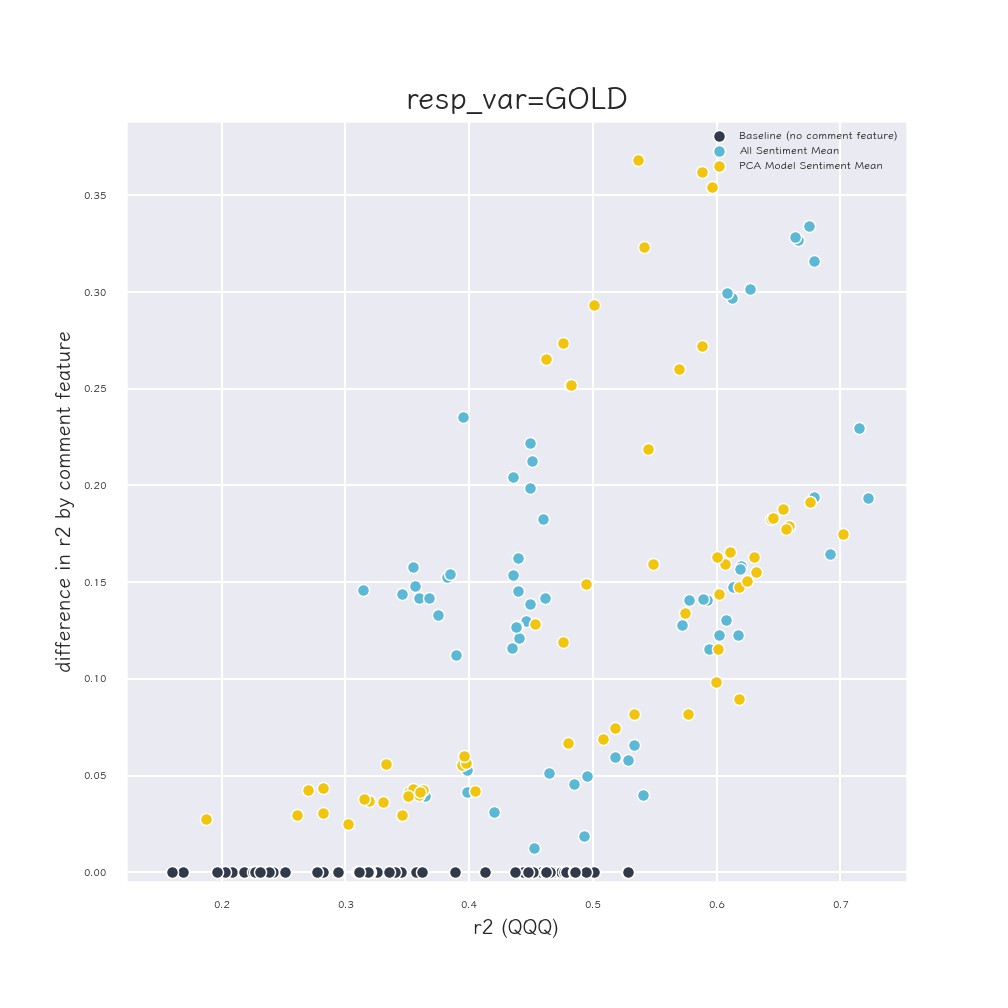 resp_var=GOLD
Baseline (no comment feature)
All Sentiment Mean
PCA Model Sentiment Mean
difference in r2 by comment feature
0.35
0.30
0.25
0.20
0.15
0.10
0.05
0.00
0.2 0.3 0.4 0.5 0.6 0.7
r2 (QQQ)